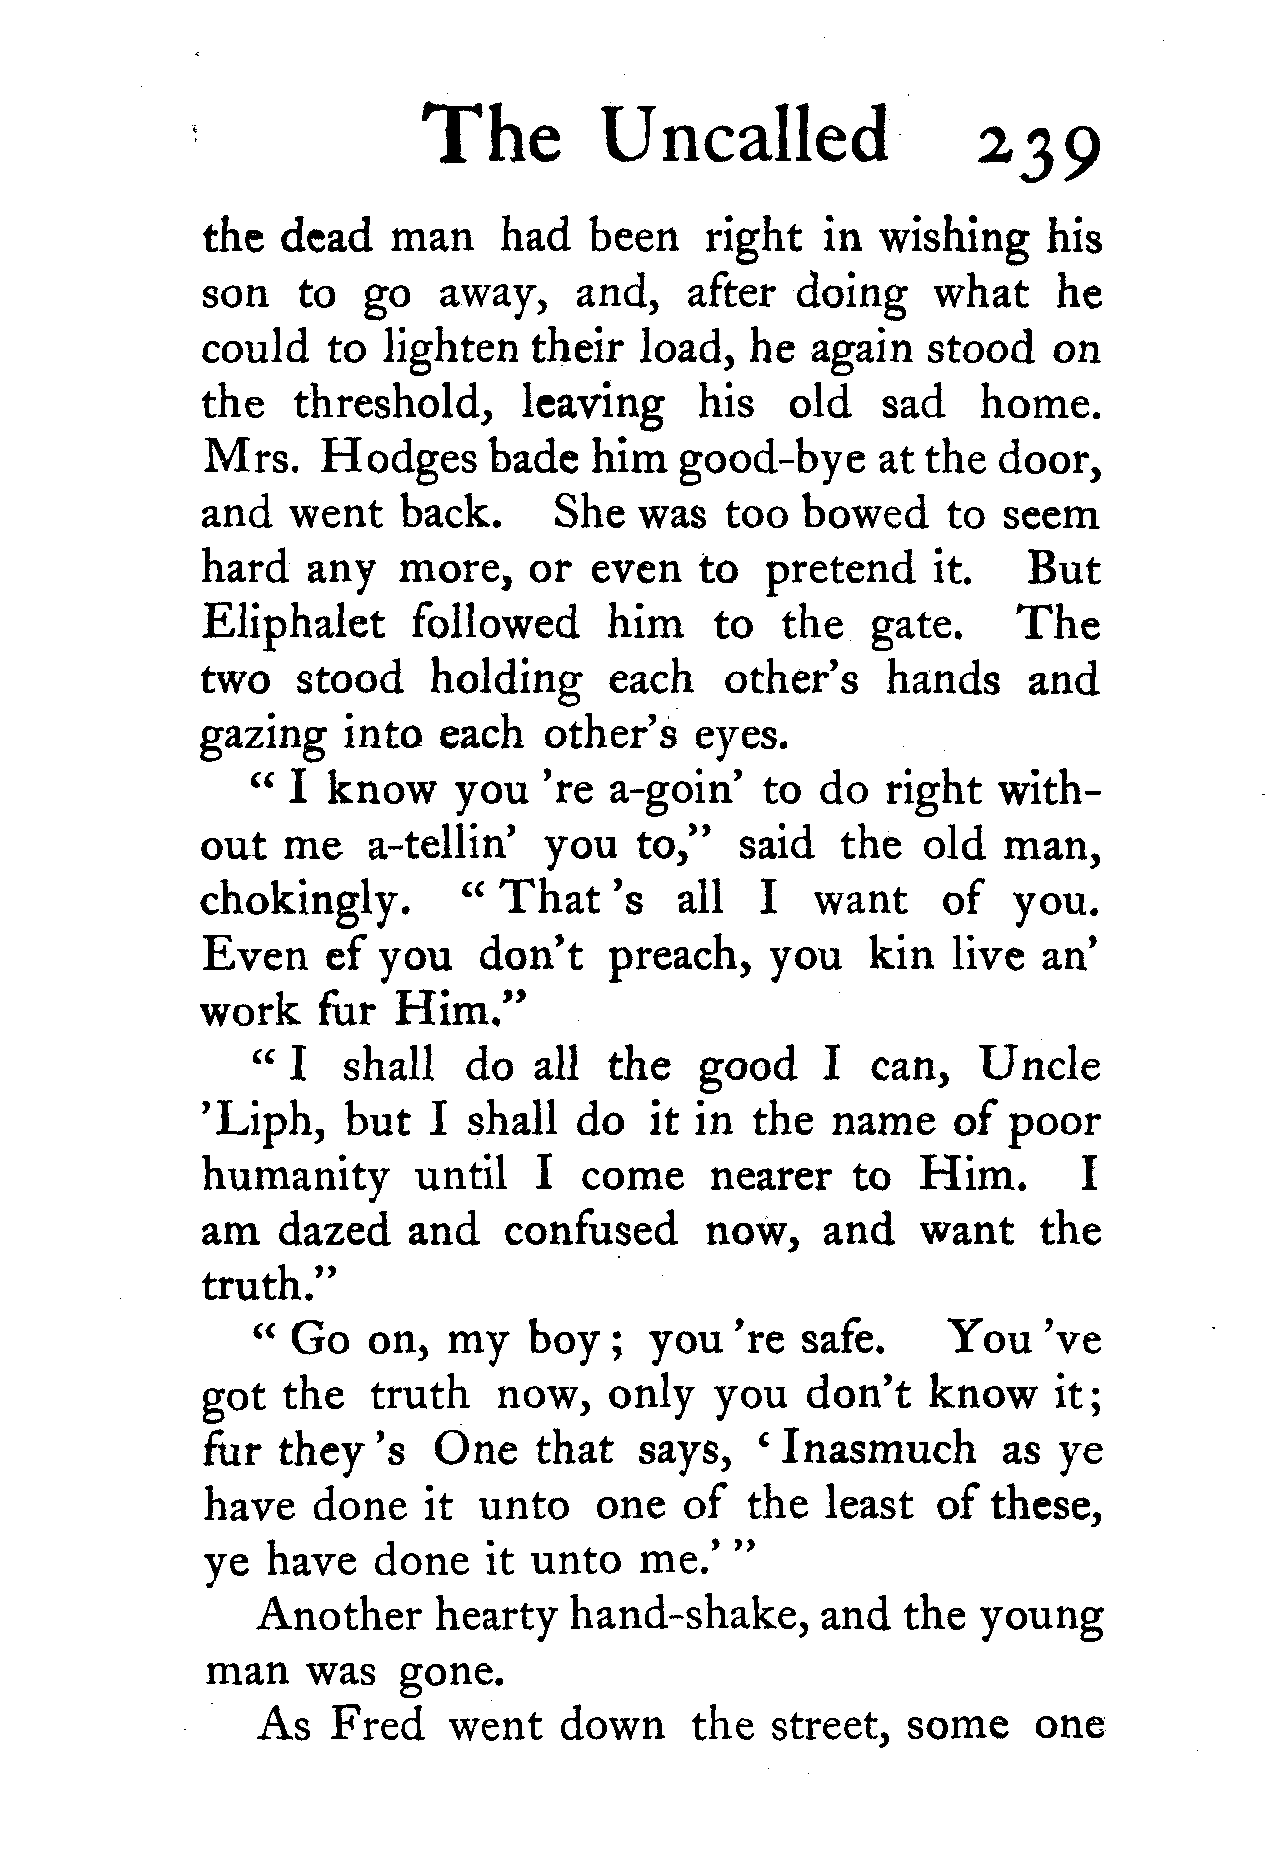 The Uncalled 239
the dead man had been right in wishing his
son to go away, and, after doing what he
could to lighten their load, he again stood on
the threshold, leaving his old sad home.
Mrs. Hodges bade him good-bye at the door,
and went back. She was too bowed to seem
hard any more, or even to pretend it. But
Eliphalet followed him to the gate. The
two stood holding each other's hands and
gazing into each other's eyes.
“ I know you 're a-goin' to do right with-
out me a-tellin' you to,” said the old man,
chokingly. “ That 's all I want of you.
Even ef you don't preach, you kin live an'
work fur Him.”
“ I shall do all the good I can, Uncle
'Liph, but I shall do it in the name of poor
humanity until I come nearer to Him. I
am dazed and confused now, and want the
truth.”
“ Go on, my boy ; you 're safe. You 've
got the truth now, only you don't know it ;
fur they 's One that says, ‘ Inasmuch as ye
have done it unto one of the least of these,
ye have done it unto me.’ ”
Another hearty hand-shake, and the young
man was gone.
As Fred went down the street, some one